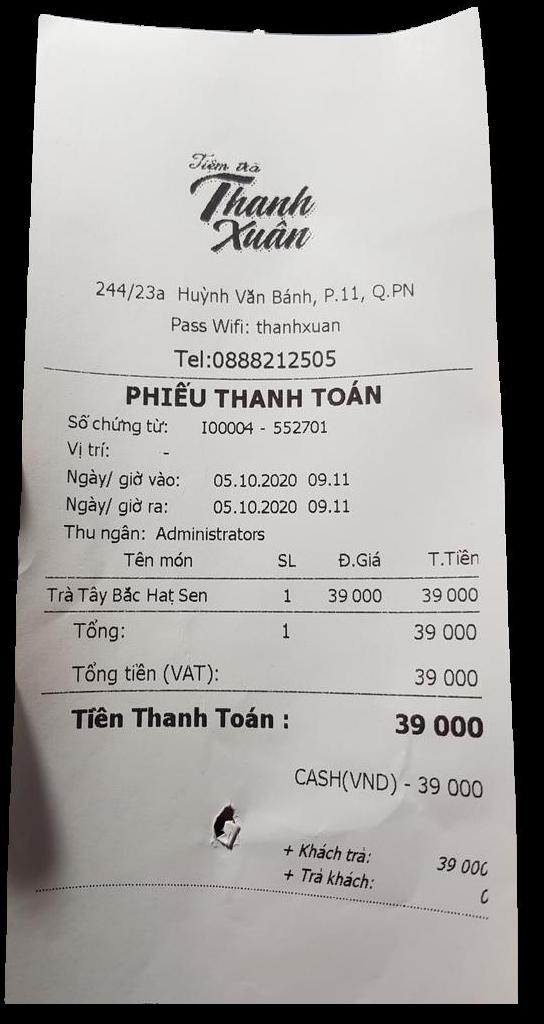 Tiệm trà
Thanh
Xuân
244/23a Huỳnh Văn Bánh, P.11, Q.PN
Pass Wifi: thanhxuan
Tel:0888212505
PHIẾU THANH TOÁN
Số chứng từ: I00004 - 552701
Vị trí: -
Ngày/ giờ vào: 05.10.2020 09.11
Ngày/ giờ ra: 05.10.2020 09.11
Thu ngân: Administrators
Tên món SL Đ.Giá T.Tiền
Trà Tây Bắc Hạt Sen 1 39 000 39 000
Tổng: 1 39 000
Tổng tiền (VAT): 39 000
Tiền Thanh Toán : 39 000
CASH(VND) - 39 000
+ Khách trả: 39 000
+ Trả khách: 0